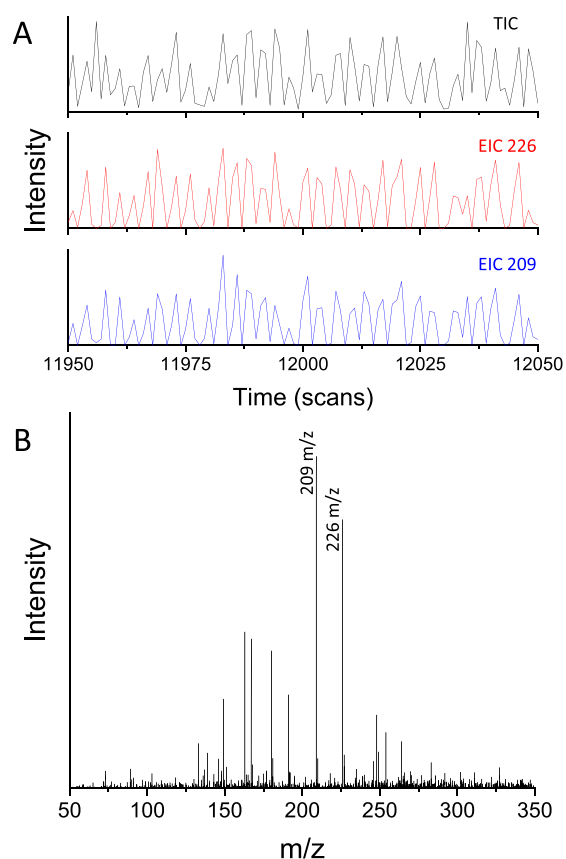 A
TIC
EIC 226
Intensity
EIC 209
11950 11975 12000 12025 12050
Time (scans)
B
209 m/z
226 m/z
Intensity
50 100 150 200 250 300 350
m/z